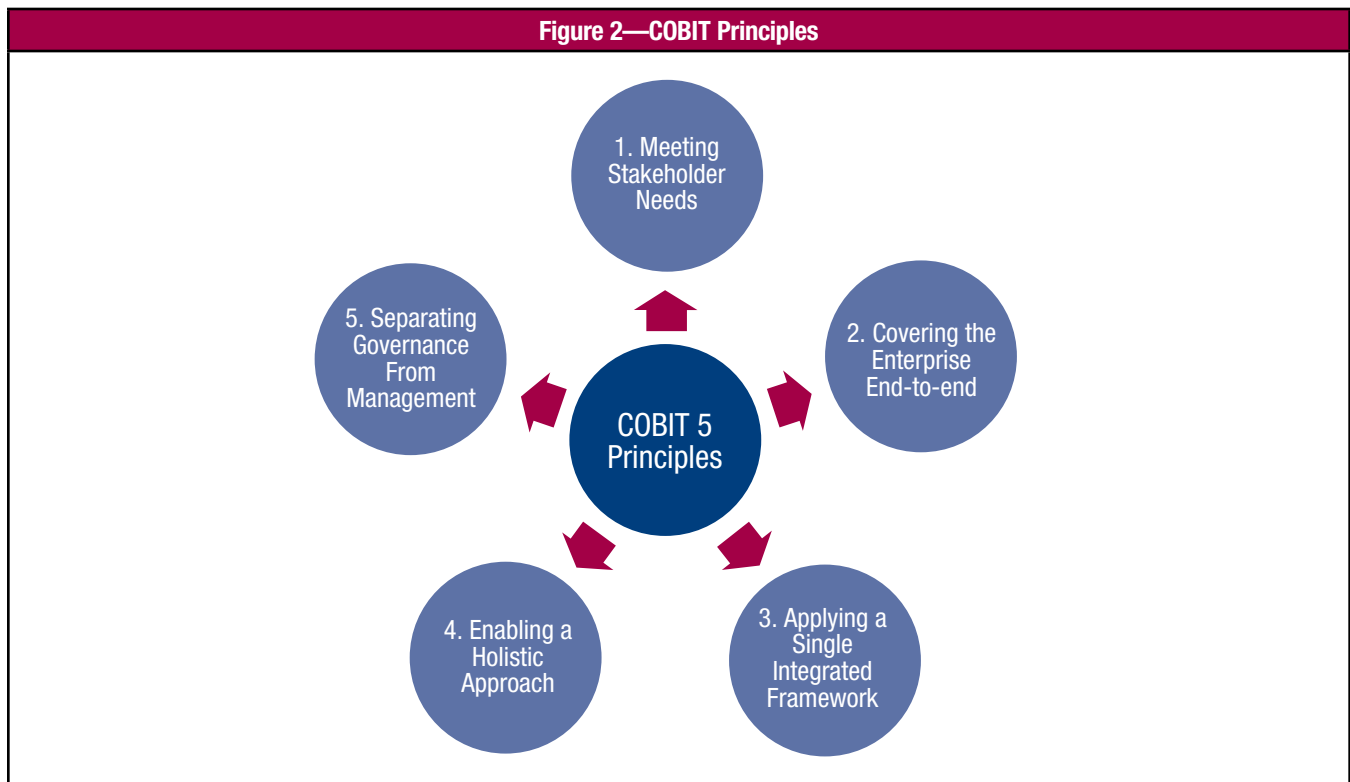 Figure 2—COBIT Principles
1. Meeting
Stakeholder
Needs
2. Covering the
Enterprise
End-to-end
3. Applying a
Single
Integrated
Framework
4. Enabling a
Holistic
Approach
5. Separating
Governance
From
Management
COBIT 5
Principles